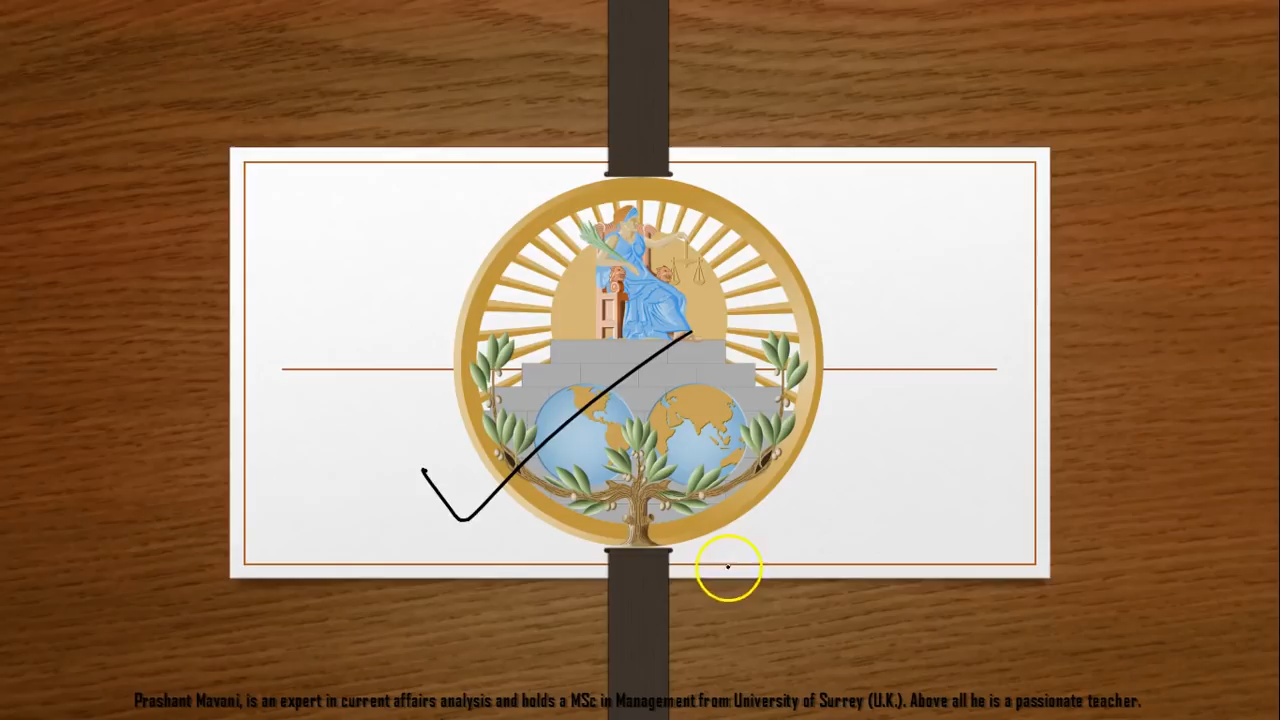 Prashant Mavani, is an expert in current affairs analysis and holds a MSc in Management from University of Surrey (U.K.). Above all he is a passionate teacher.